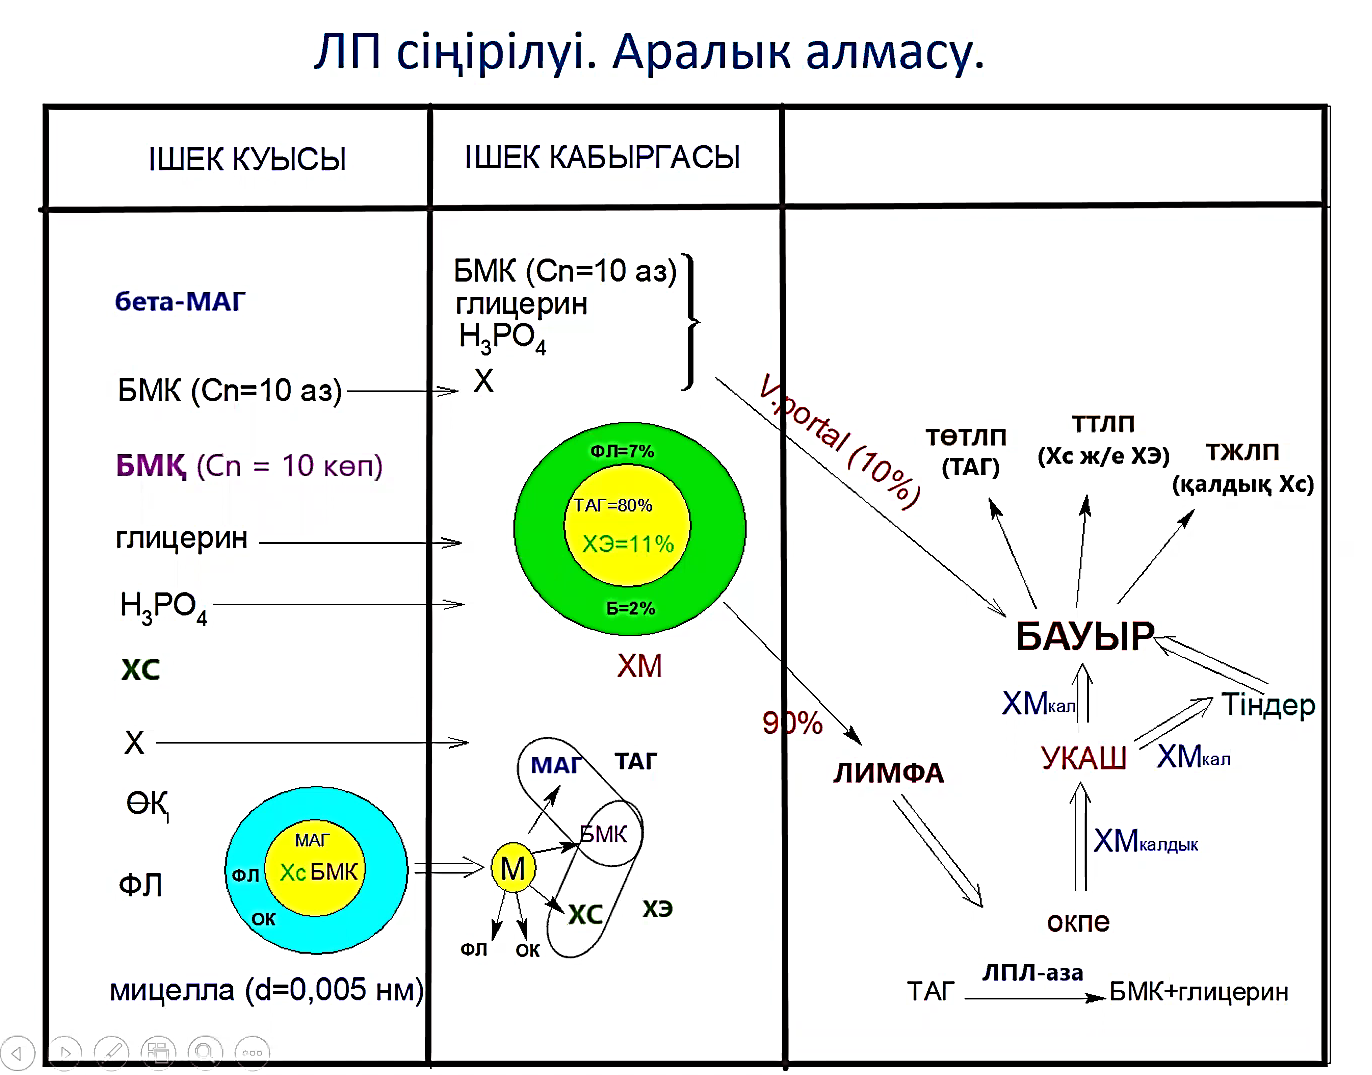 ЛП сіңірілуі. Аралык алмасу.
ІШЕК КУЫСЫ
ІШЕК КАБЫРГАСЫ
бета-МАГ
БМК (Cn=10 аз)
БМҚ (Cn = 10 көп)
глицерин
H3PO4
ХС
Х
ӨҚ,
ФЛ
МАГ
ФЛ
Хс БМК
ОК
мицелла (d=0,005 нм)
БМК (Cn=10 аз)
глицерин
H3PO4
Х
ФЛ=7%
ТАГ=80%
ХЭ=11%
Б=2%
ХМ
МАГ
ТАГ
БМК
М
ХС
ХЭ
ФЛ
ОК
V.portal (10%)
90%
ТӨТЛП
(ТАГ)
ТТЛП
(Хс ж/е ХЭ)
ТЖЛП
(қалдық Хс)
БАУЫР
ХМкал
Тіндер
УКАШ
ХМкал
ЛИМФА
ХМкалдык
окпе
ЛПЛ-аза
ТАГ
БМК+глицерин